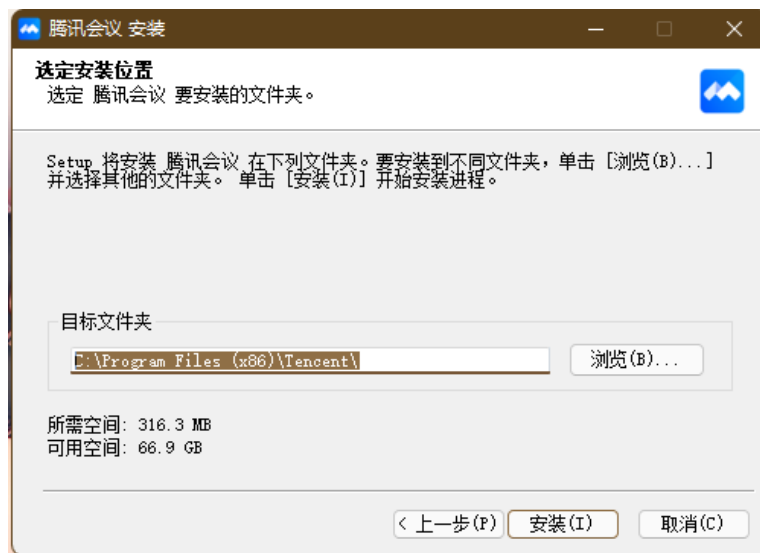 腾讯会议 安装
选定安装位置
选定 腾讯会议 要安装的文件夹。
Setup 将安装 腾讯会议 在下列文件夹。要安装到不同文件夹，单击 [浏览(B)...]
并选择其他的文件夹。 单击 [安装(I)] 开始安装进程。
目标文件夹
C:\Program Files (x86)\Tencent\
浏览(B)...
所需空间: 316.3 MB
可用空间: 66.9 GB
< 上一步(P) 安装(I) 取消(C)